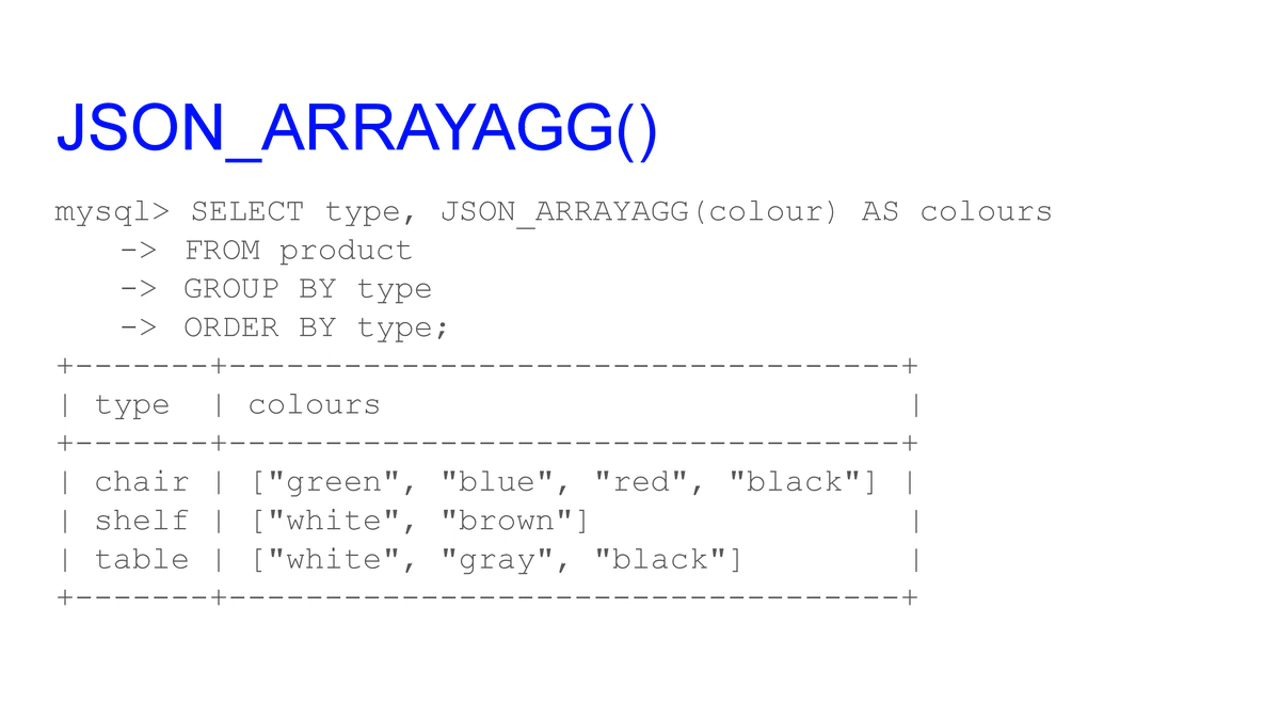 JSON_ARRAYAGG()
mysql> SELECT type, JSON_ARRAYAGG(colour) AS colours
-> FROM product
-> GROUP BY type
-> ORDER BY type;
+-------+-----------------------------------+
| type | colours |
+-------+-----------------------------------+
| chair | ["green", "blue", "red", "black"] |
| shelf | ["white", "brown"] |
| table | ["white", "gray", "black"] |
+-------+-----------------------------------+